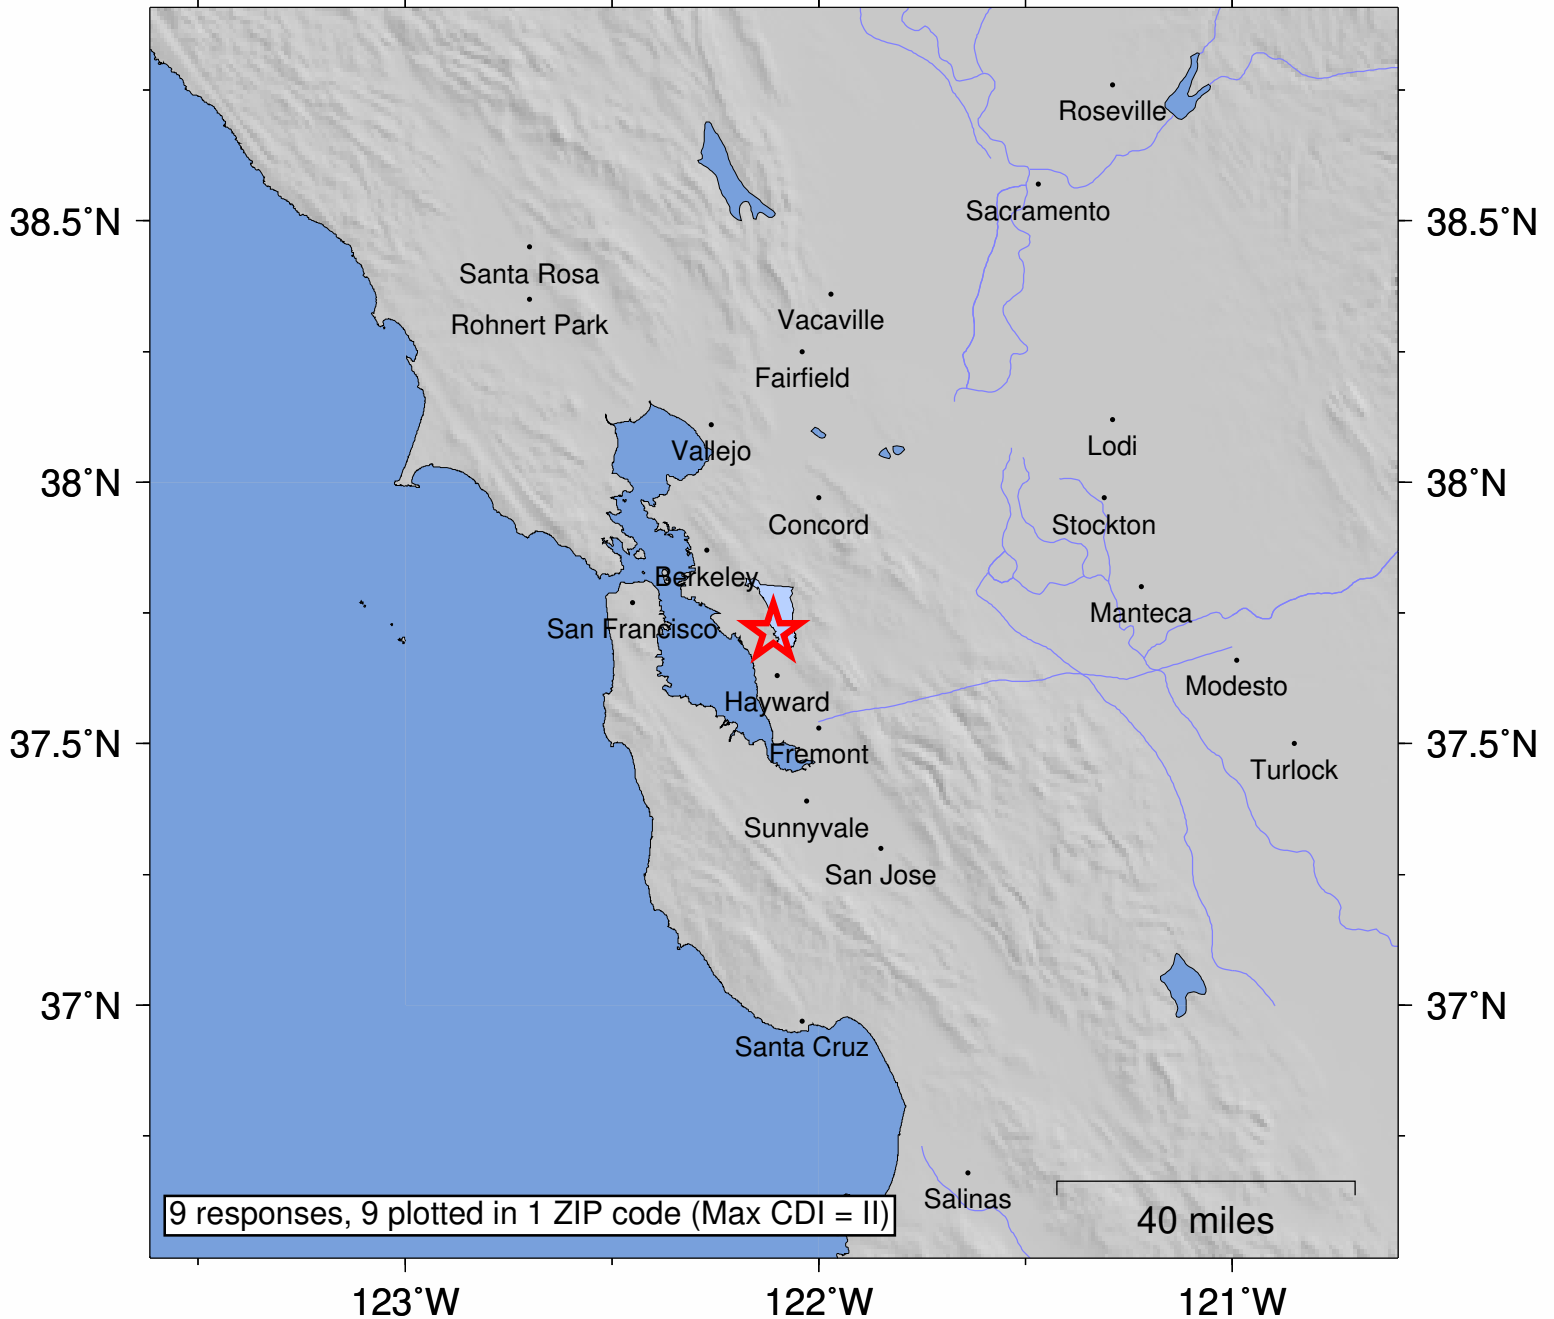 Roseville
38.5˚N
Sacramento
38.5˚N
Santa Rosa
Vacaville
Rohnert Park
Fairfield
Lodi
Vallejo
38˚N
38˚N
Concord
Stockton
Berkeley
Manteca
San Francisco
Modesto
Hayward
37.5˚N
Fremont
37.5˚N
Turlock
Sunnyvale
San Jose
37˚N
37˚N
Santa Cruz
Salinas
9 responses, 9 plotted in 1 ZIP code (Max CDI = II)
40 miles
123˚W
122˚W
121˚W